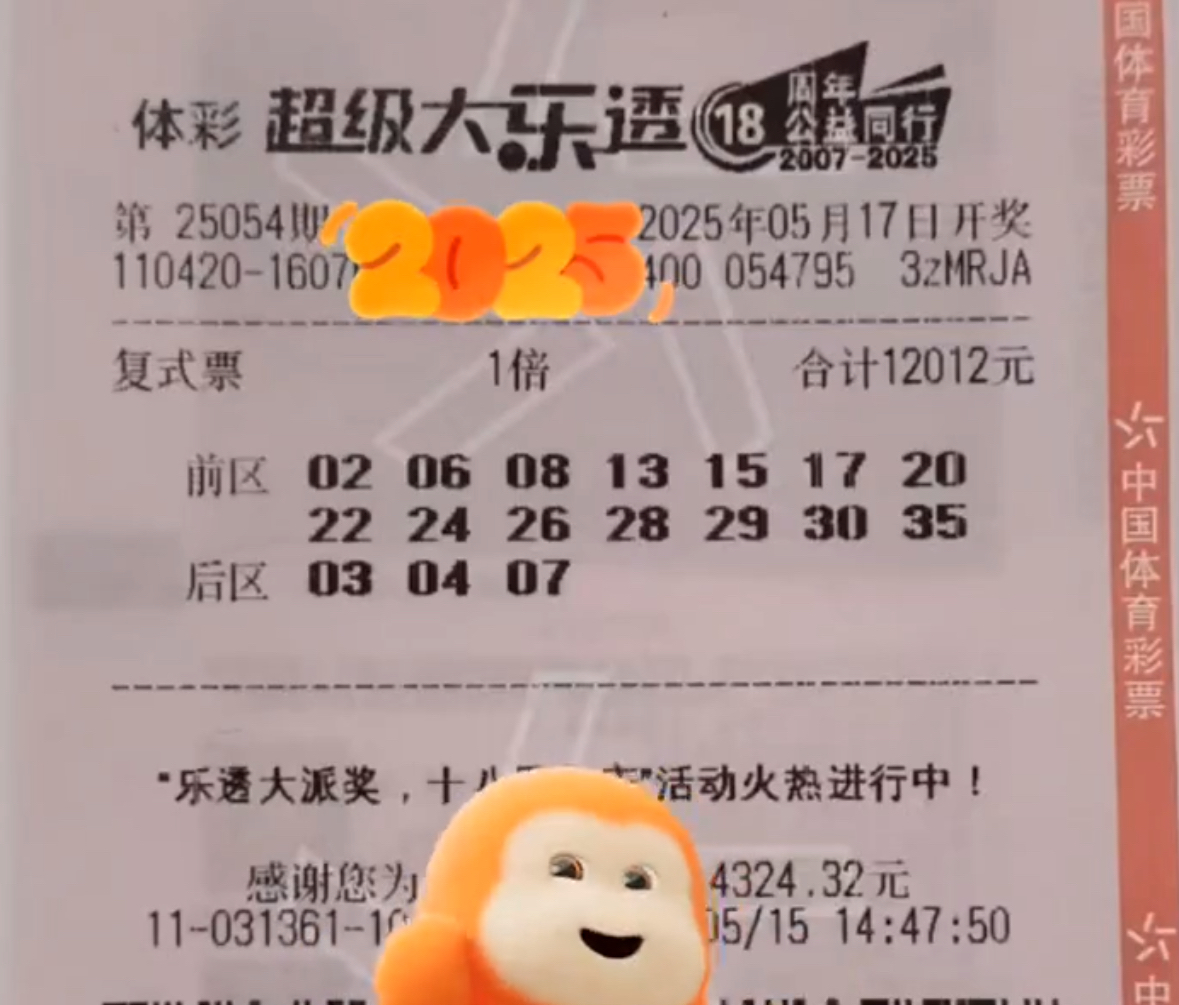 体彩 超级大乐透 18 周年
公益同行
2007-2025
第 25054期 2025年05月17日开奖
2025
110420-1607 400 054795 3zMRJA
复式票 1倍 合计12012元
前区 02 06 08 13 15 17 20
22 24 26 28 29 30 35
后区 03 04 07
“乐透大派奖,十八 ”活动火热进行中!
感谢您为 4324.32元
11-031361-10 05/15 14:47:50
国体育彩票
中国体育彩票
中